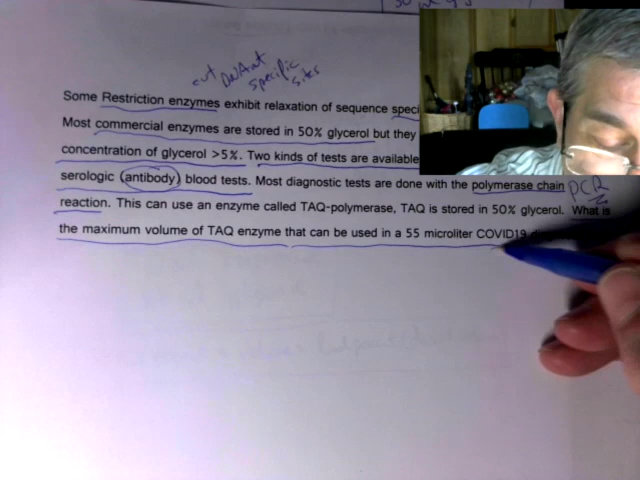 cut DNA at
specific
sites
Some Restriction enzymes exhibit relaxation of sequence speci
Most commercial enzymes are stored in 50% glycerol but they
concentration of glycerol >5%. Two kinds of tests are available
serologic (antibody) blood tests. Most diagnostic tests are done with the polymerase chain PCR
reaction. This can use an enzyme called TAQ-polymerase, TAQ is stored in 50% glycerol. What is
the maximum volume of TAQ enzyme that can be used in a 55 microliter COVID19